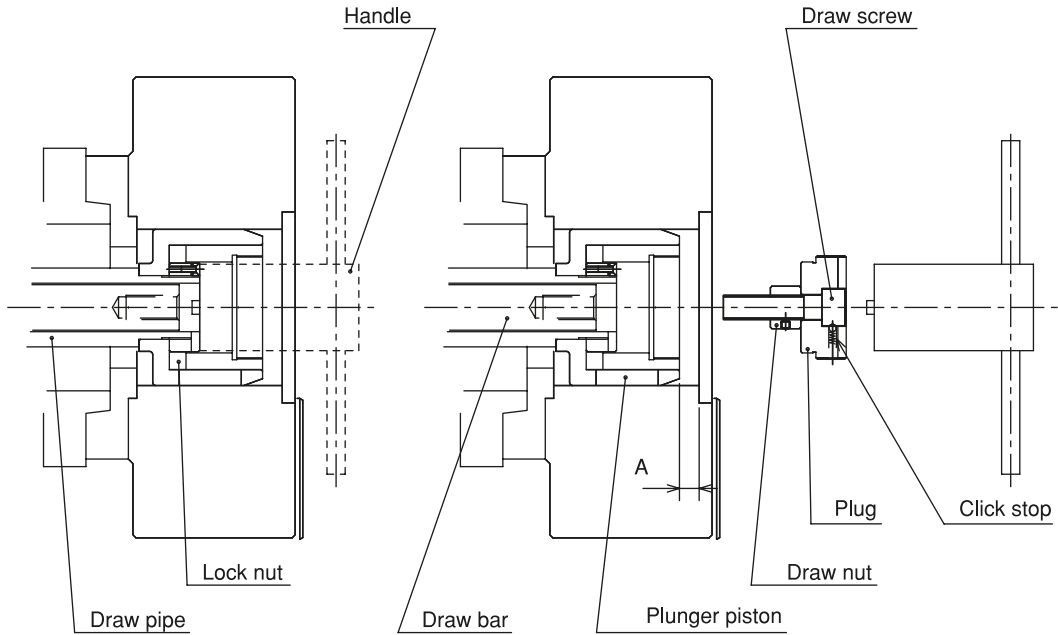 Handle
Draw screw
A
Plug
Click stop
Lock nut
Draw nut
Draw pipe
Draw bar
Plunger piston